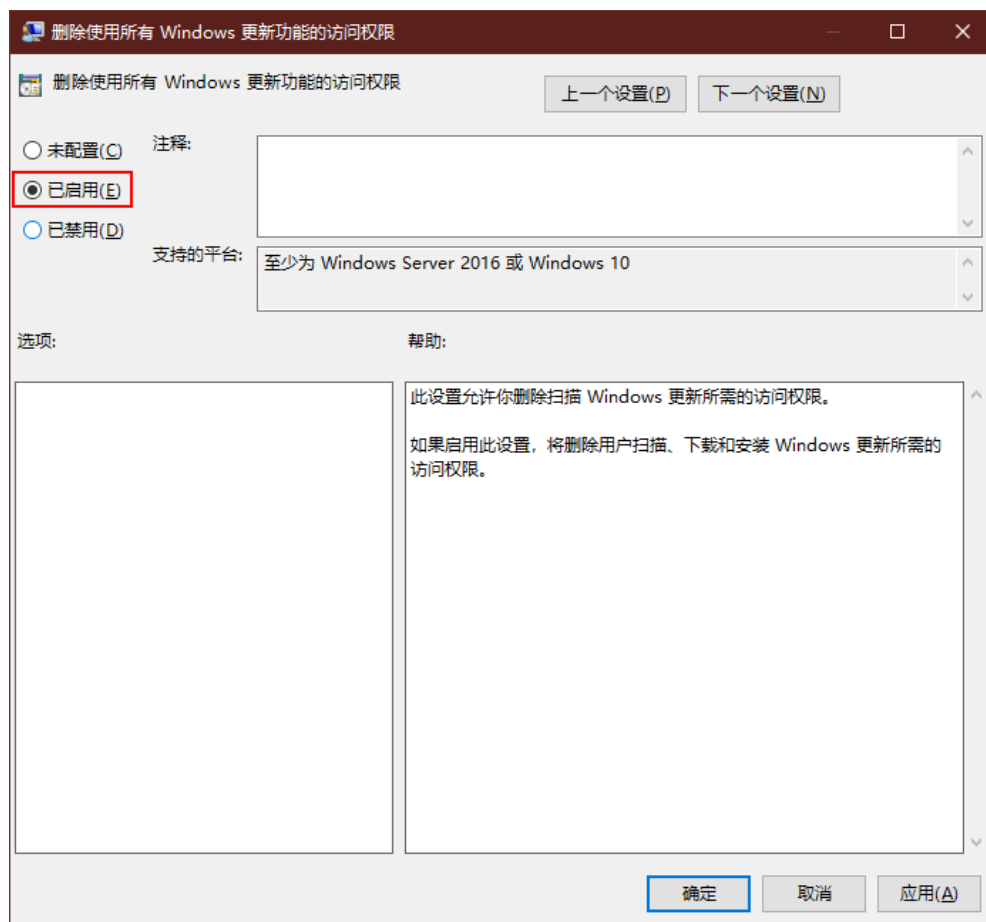 删除使用所有 Windows 更新功能的访问权限
删除使用所有 Windows 更新功能的访问权限
上一个设置(P)
下一个设置(N)
未配置(C)
注释:
已启用(E)
已禁用(D)
支持的平台:
至少为 Windows Server 2016 或 Windows 10
选项:
帮助:
此设置允许你删除扫描 Windows 更新所需的访问权限。
如果启用此设置，将删除用户扫描、下载和安装 Windows 更新所需的
访问权限。
确定
取消
应用(A)